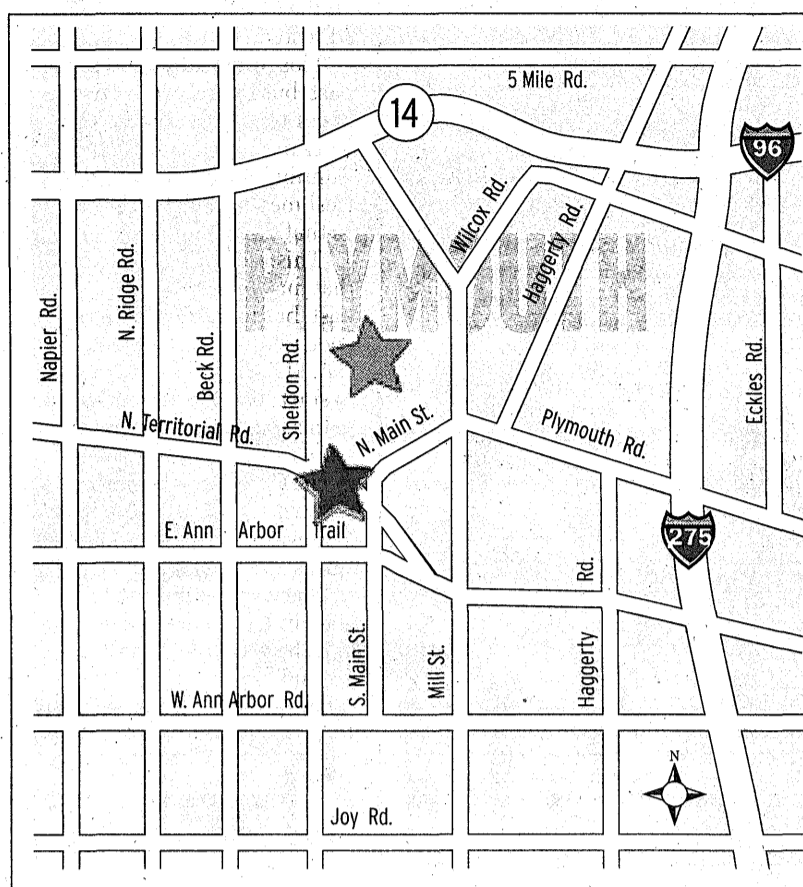 5 Mile Rd.
14
96
Wilcox Rd.
Haggerty Rd.
PLYMOUTH
N. Ridge Rd.
Napier Rd.
Beck Rd.
Sheldon Rd.
Eckles Rd.
N. Territorial Rd.
N. Main St.
Plymouth Rd.
E. Ann Arbor Trail
275
Haggerty Rd.
S. Main St.
Mill St.
W. Ann Arbor Rd.
N
Joy Rd.